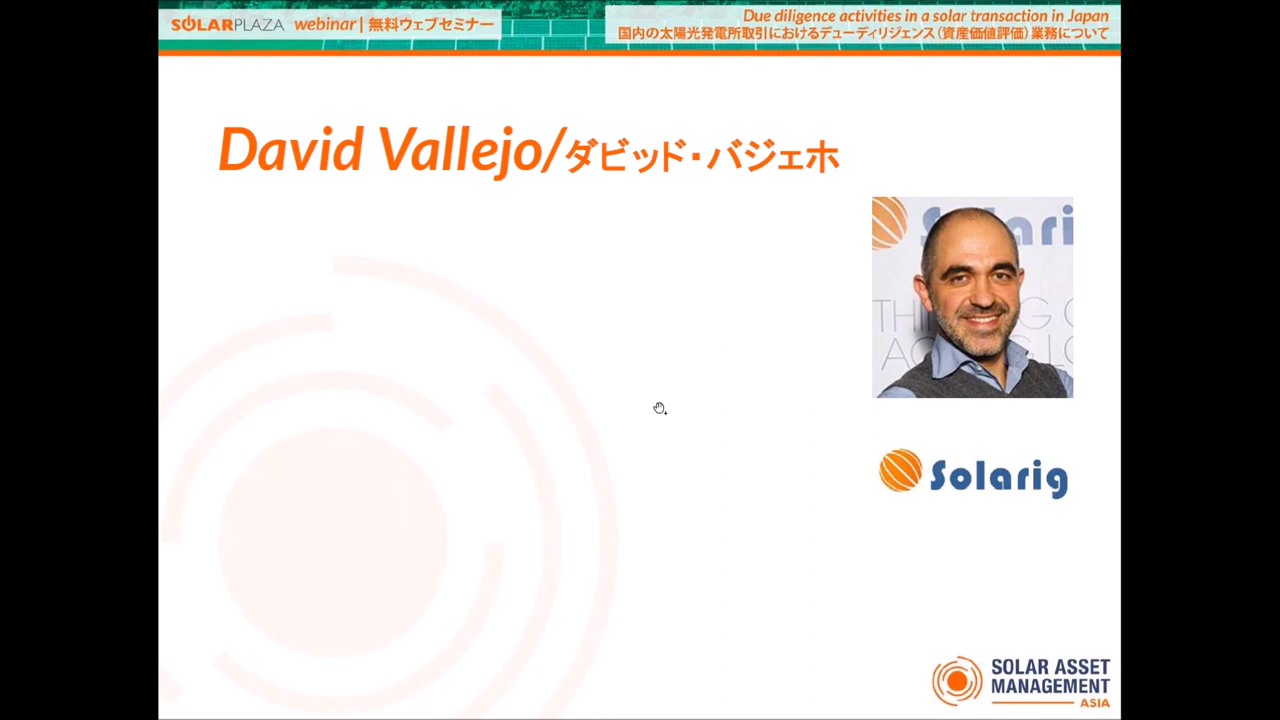 SOLARPLAZA webinar | 無料ウェブセミナー
Due diligence activities in a solar transaction in Japan
国内の太陽光発電所取引におけるデューディリジェンス（資産価値評価）業務について
David Vallejo/ダビッド・バジェホ
Solarig
Solarig
SOLAR ASSET
MANAGEMENT
ASIA